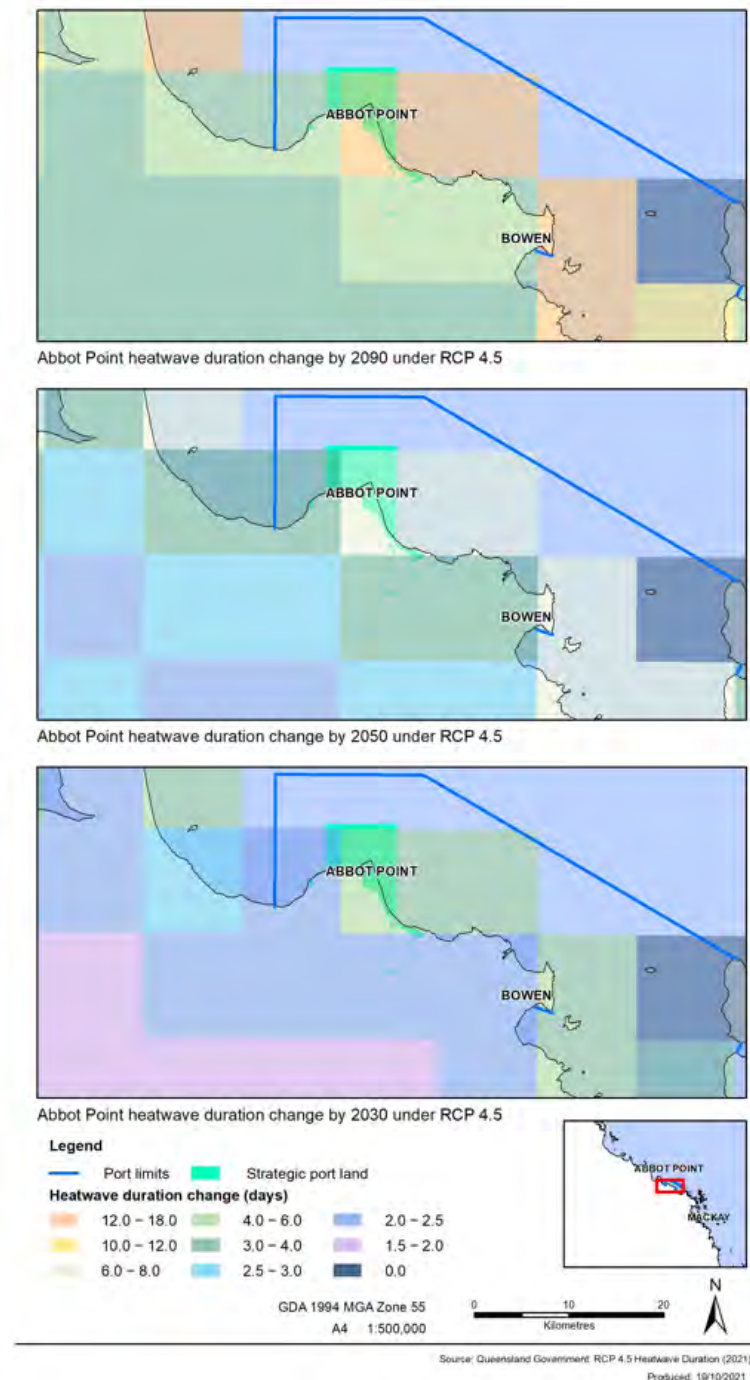 ABBOT POINT
BOWEN
Abbot Point heatwave duration change by 2090 under RCP 4.5
ABBOT POINT
BOWEN
Abbot Point heatwave duration change by 2050 under RCP 4.5
ABBOT POINT
BOWEN
Abbot Point heatwave duration change by 2030 under RCP 4.5
Legend
Port limits Strategic port land
Heatwave duration change (days)
12.0 – 18.0 4.0 – 6.0 2.0 – 2.5
10.0 – 12.0 3.0 – 4.0 1.5 – 2.0
6.0 – 8.0 2.5 – 3.0 0.0
ABBOT POINT
MACKAY
N
GDA 1994 MGA Zone 55
A4 1:500,000
0 10 20
Kilometres
Source: Queensland Government: RCP 4.5 Heatwave Duration (2021)
Produced: 19/10/2021